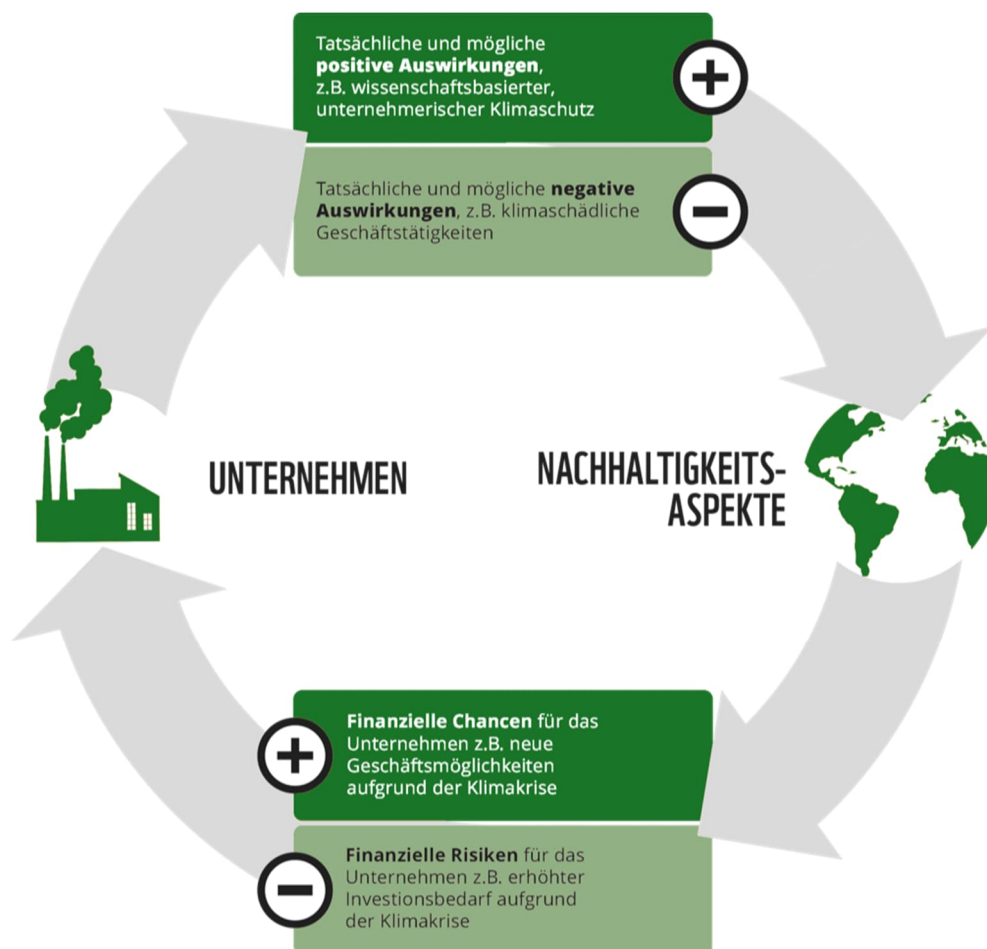 Tatsächliche und mögliche
positive Auswirkungen,
z.B. wissenschaftsbasierter,
unternehmerischer Klimaschutz
Tatsächliche und mögliche negative
Auswirkungen, z.B. klimaschädliche
Geschäftstätigkeiten
UNTERNEHMEN
NACHHALTIGKEITS-
ASPEKTE
Finanzielle Chancen für das
Unternehmen z.B. neue
Geschäftsmöglichkeiten
aufgrund der Klimakrise
Finanzielle Risiken für das
Unternehmen z.B. erhöhter
Investionsbedarf aufgrund
der Klimakrise